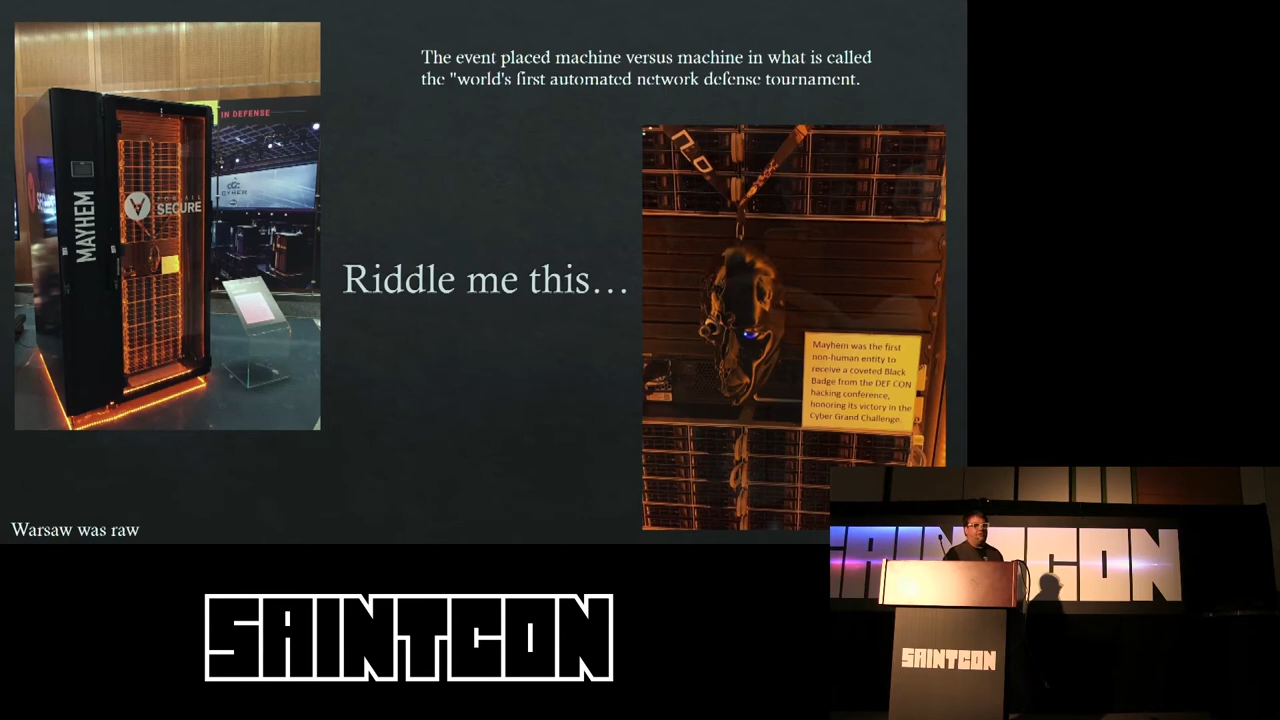 The event placed machine versus machine in what is called
the "world's first automated network defense tournament.
IN DEFENSE
MAYHEM
SECURE
CYBER
Riddle me this…
Mayhem was the first
non-human entity to
receive a coveted Black
Badge from the DEF CON
hacking conference,
honoring its victory in the
Cyber Grand Challenge.
Warsaw was raw
SAINTCON
SAINTCON
SAINTCON